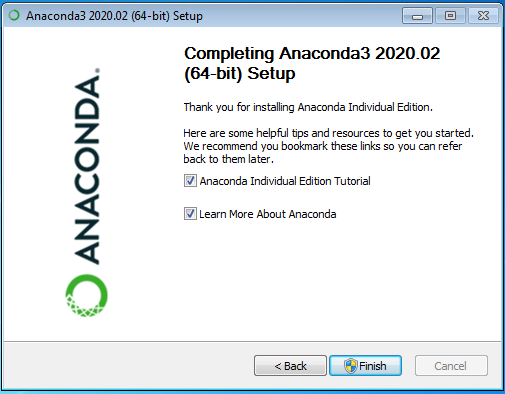 Anaconda3 2020.02 (64-bit) Setup
ANACONDA.
Completing Anaconda3 2020.02
(64-bit) Setup
Thank you for installing Anaconda Individual Edition.
Here are some helpful tips and resources to get you started.
We recommend you bookmark these links so you can refer
back to them later.
Anaconda Individual Edition Tutorial
Learn More About Anaconda
< Back
Finish
Cancel